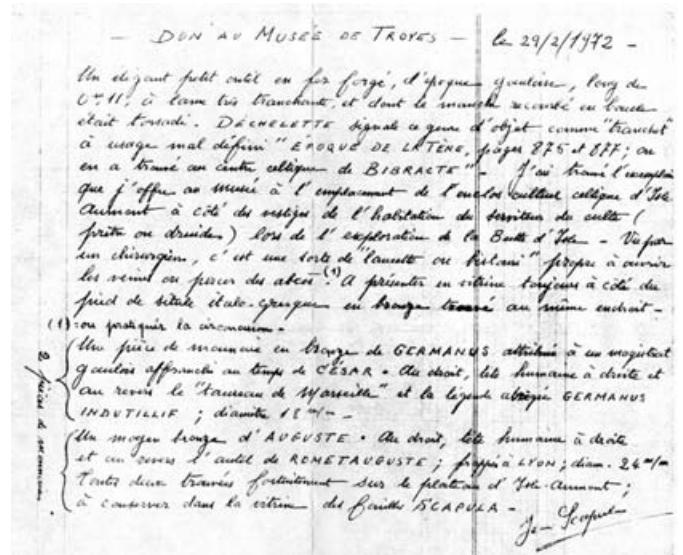 — DON AU MUSÉE DE TROYES — le 29/2/1972 —
Un élégant petit outil en fer forgé, d'époque gauloise, long de
0m11, à lame très tranchante, et dont le manche recourbé en boucle
était torsadé. DÉCHELETTE signale ce genre d'objet comme "tranchet"
à usage mal défini "EPOQUE DE LA TÈNE, pages 875 et 877; on
en a trouvé au centre celtique de BIBRACTE" - J'ai trouvé l'exemplaire
que j'offre au musée à l'emplacement de l'enclos cultuel celtique d'Isle
Aumont à côté des vestiges de l'habitation du serviteur du culte (
prêtre ou druides) lors de l'exploration de la Butte d'Isle - Vu par
un chirurgien, c'est une sorte de "lancette ou bistouri" propre à ouvrir
les veines ou percer des abcès (1). A présenter en vitrine toujours à côté du
pied de situle italo-grecque en bronze trouvé au même endroit -
(1) ou pratiquer la circoncision.
2 pièces de monnaie
Une pièce de monnaie en bronze de GERMANUS attribuée à un magistrat
gaulois affranchi au temps de CÉSAR. Au droit, tête humaine à droite et
au revers le "taureau de Marseille" et la légende abrégée GERMANUS
INDUTILLIF ; diamètre 15 m/m -
Un moyen bronze d'AUGUSTE. Au droit, tête humaine à droite
et au revers l'autel de ROMETAUGUSTE ; frappé à LYON ; diam. 24 m/m
Toutes deux trouvées fortuitement sur le plateau d'Isle-Aumont ;
à conserver dans la vitrine des fouilles SCAPULA -
Jean Scapula